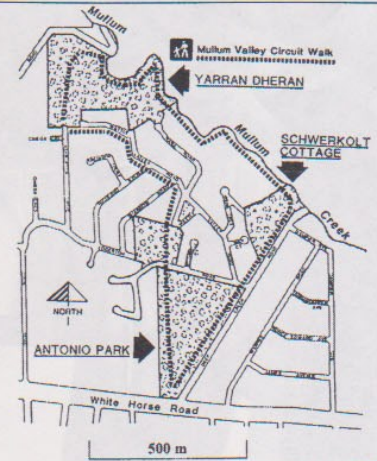 Mullum
Mullum Valley Circuit Walk
YARRAN DHERAN
Mullum
SCHWERKOLT
COTTAGE
Creek
NORTH
ANTONIO PARK
White Horse Road
500 m